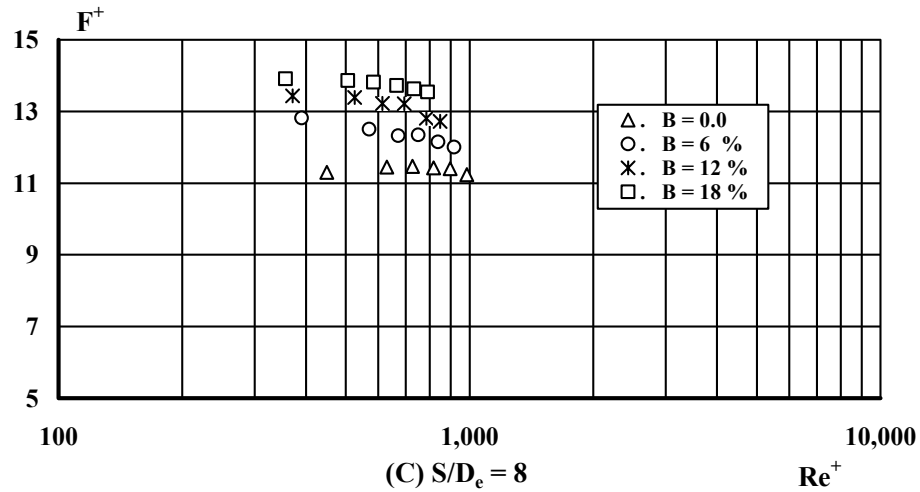 F⁺
15
13
11
9
7
5
△. B = 0.0
○. B = 6 %
✳. B = 12 %
□. B = 18 %
100 1,000 10,000
(C) S/Dₑ = 8
Re⁺